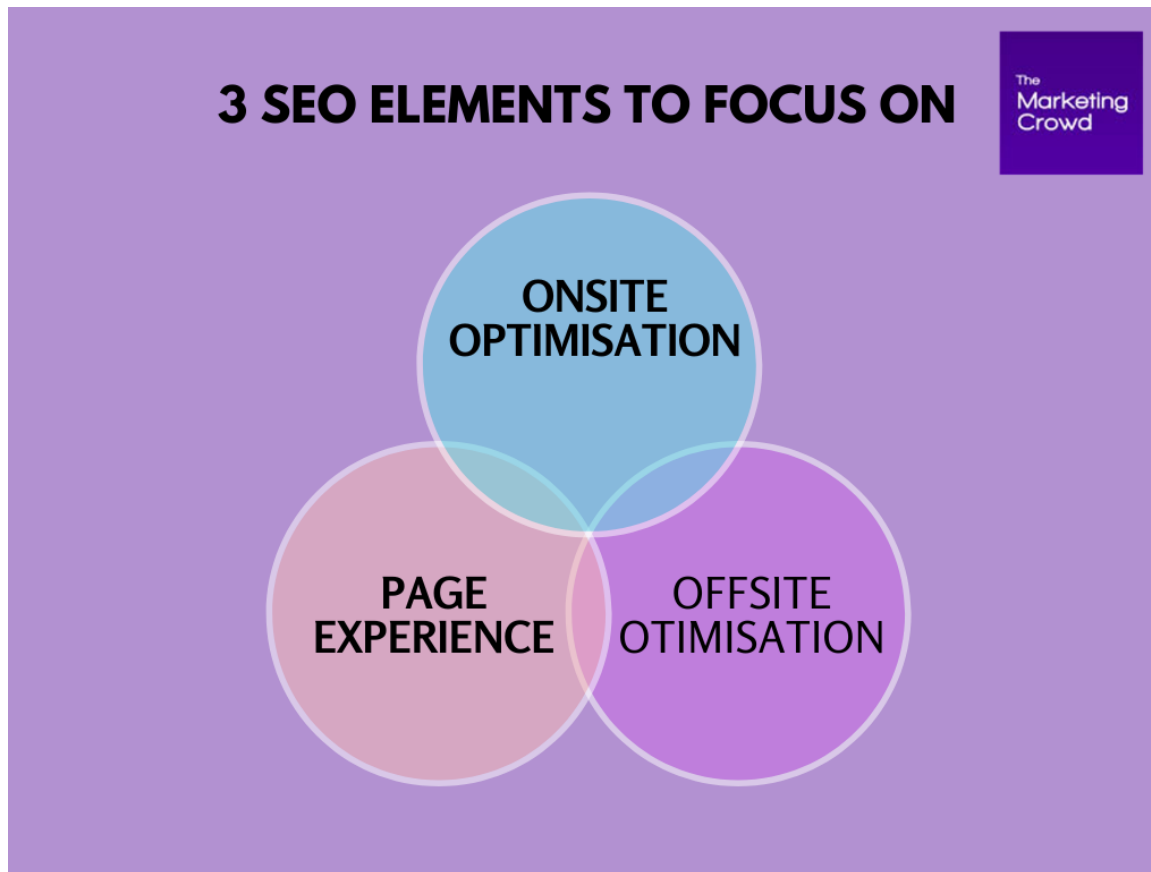 3 SEO ELEMENTS TO FOCUS ON
The
Marketing
Crowd
ONSITE
OPTIMISATION
PAGE
EXPERIENCE
OFFSITE
OTIMISATION